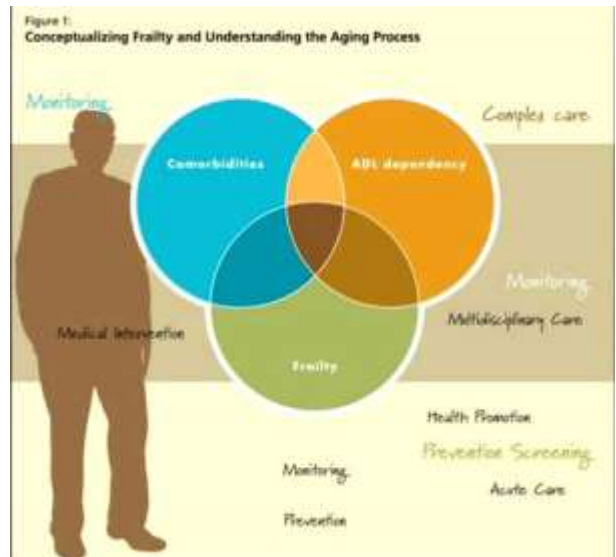 Figure 1:
Conceptualizing Frailty and Understanding the Aging Process
Monitoring
Complex care
Comorbidities
ADL dependency
Monitoring
Medical Intervention
Multidisciplinary Care
Frailty
Health Promotion
Prevention Screening
Monitoring
Acute Care
Prevention